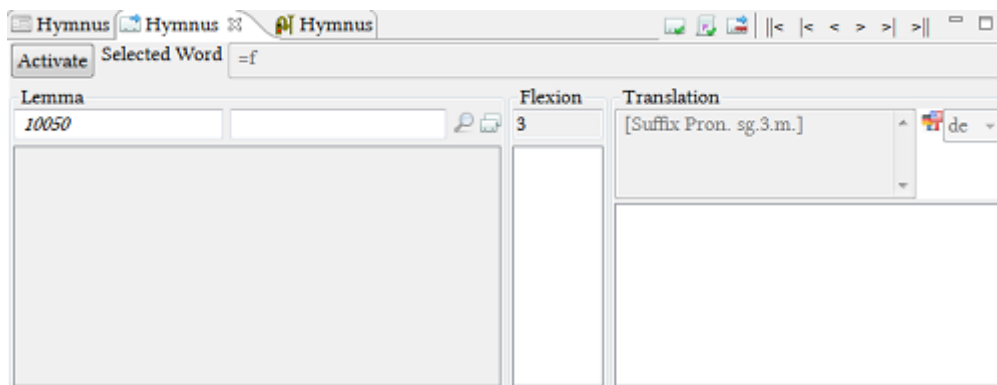 Hymnus Hymnus Hymnus ||< |< < > >| >||
Activate Selected Word =f
Lemma Flexion Translation
10050 3 [Suffix Pron. sg.3.m.] de